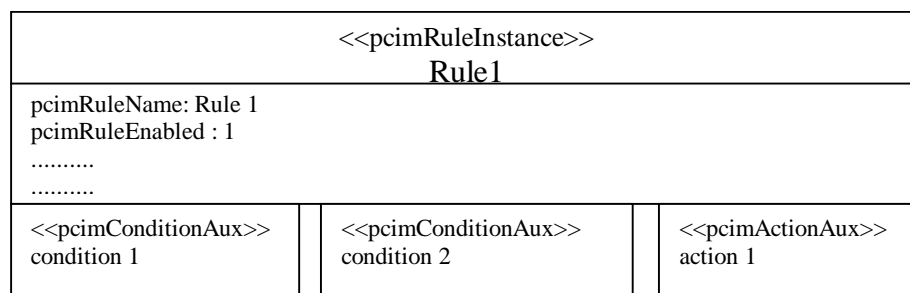 <<pcimRuleInstance>>
Rule1
pcimRuleName: Rule 1
pcimRuleEnabled : 1
..........
..........
<<pcimConditionAux>>
condition 1
<<pcimConditionAux>>
condition 2
<<pcimActionAux>>
action 1